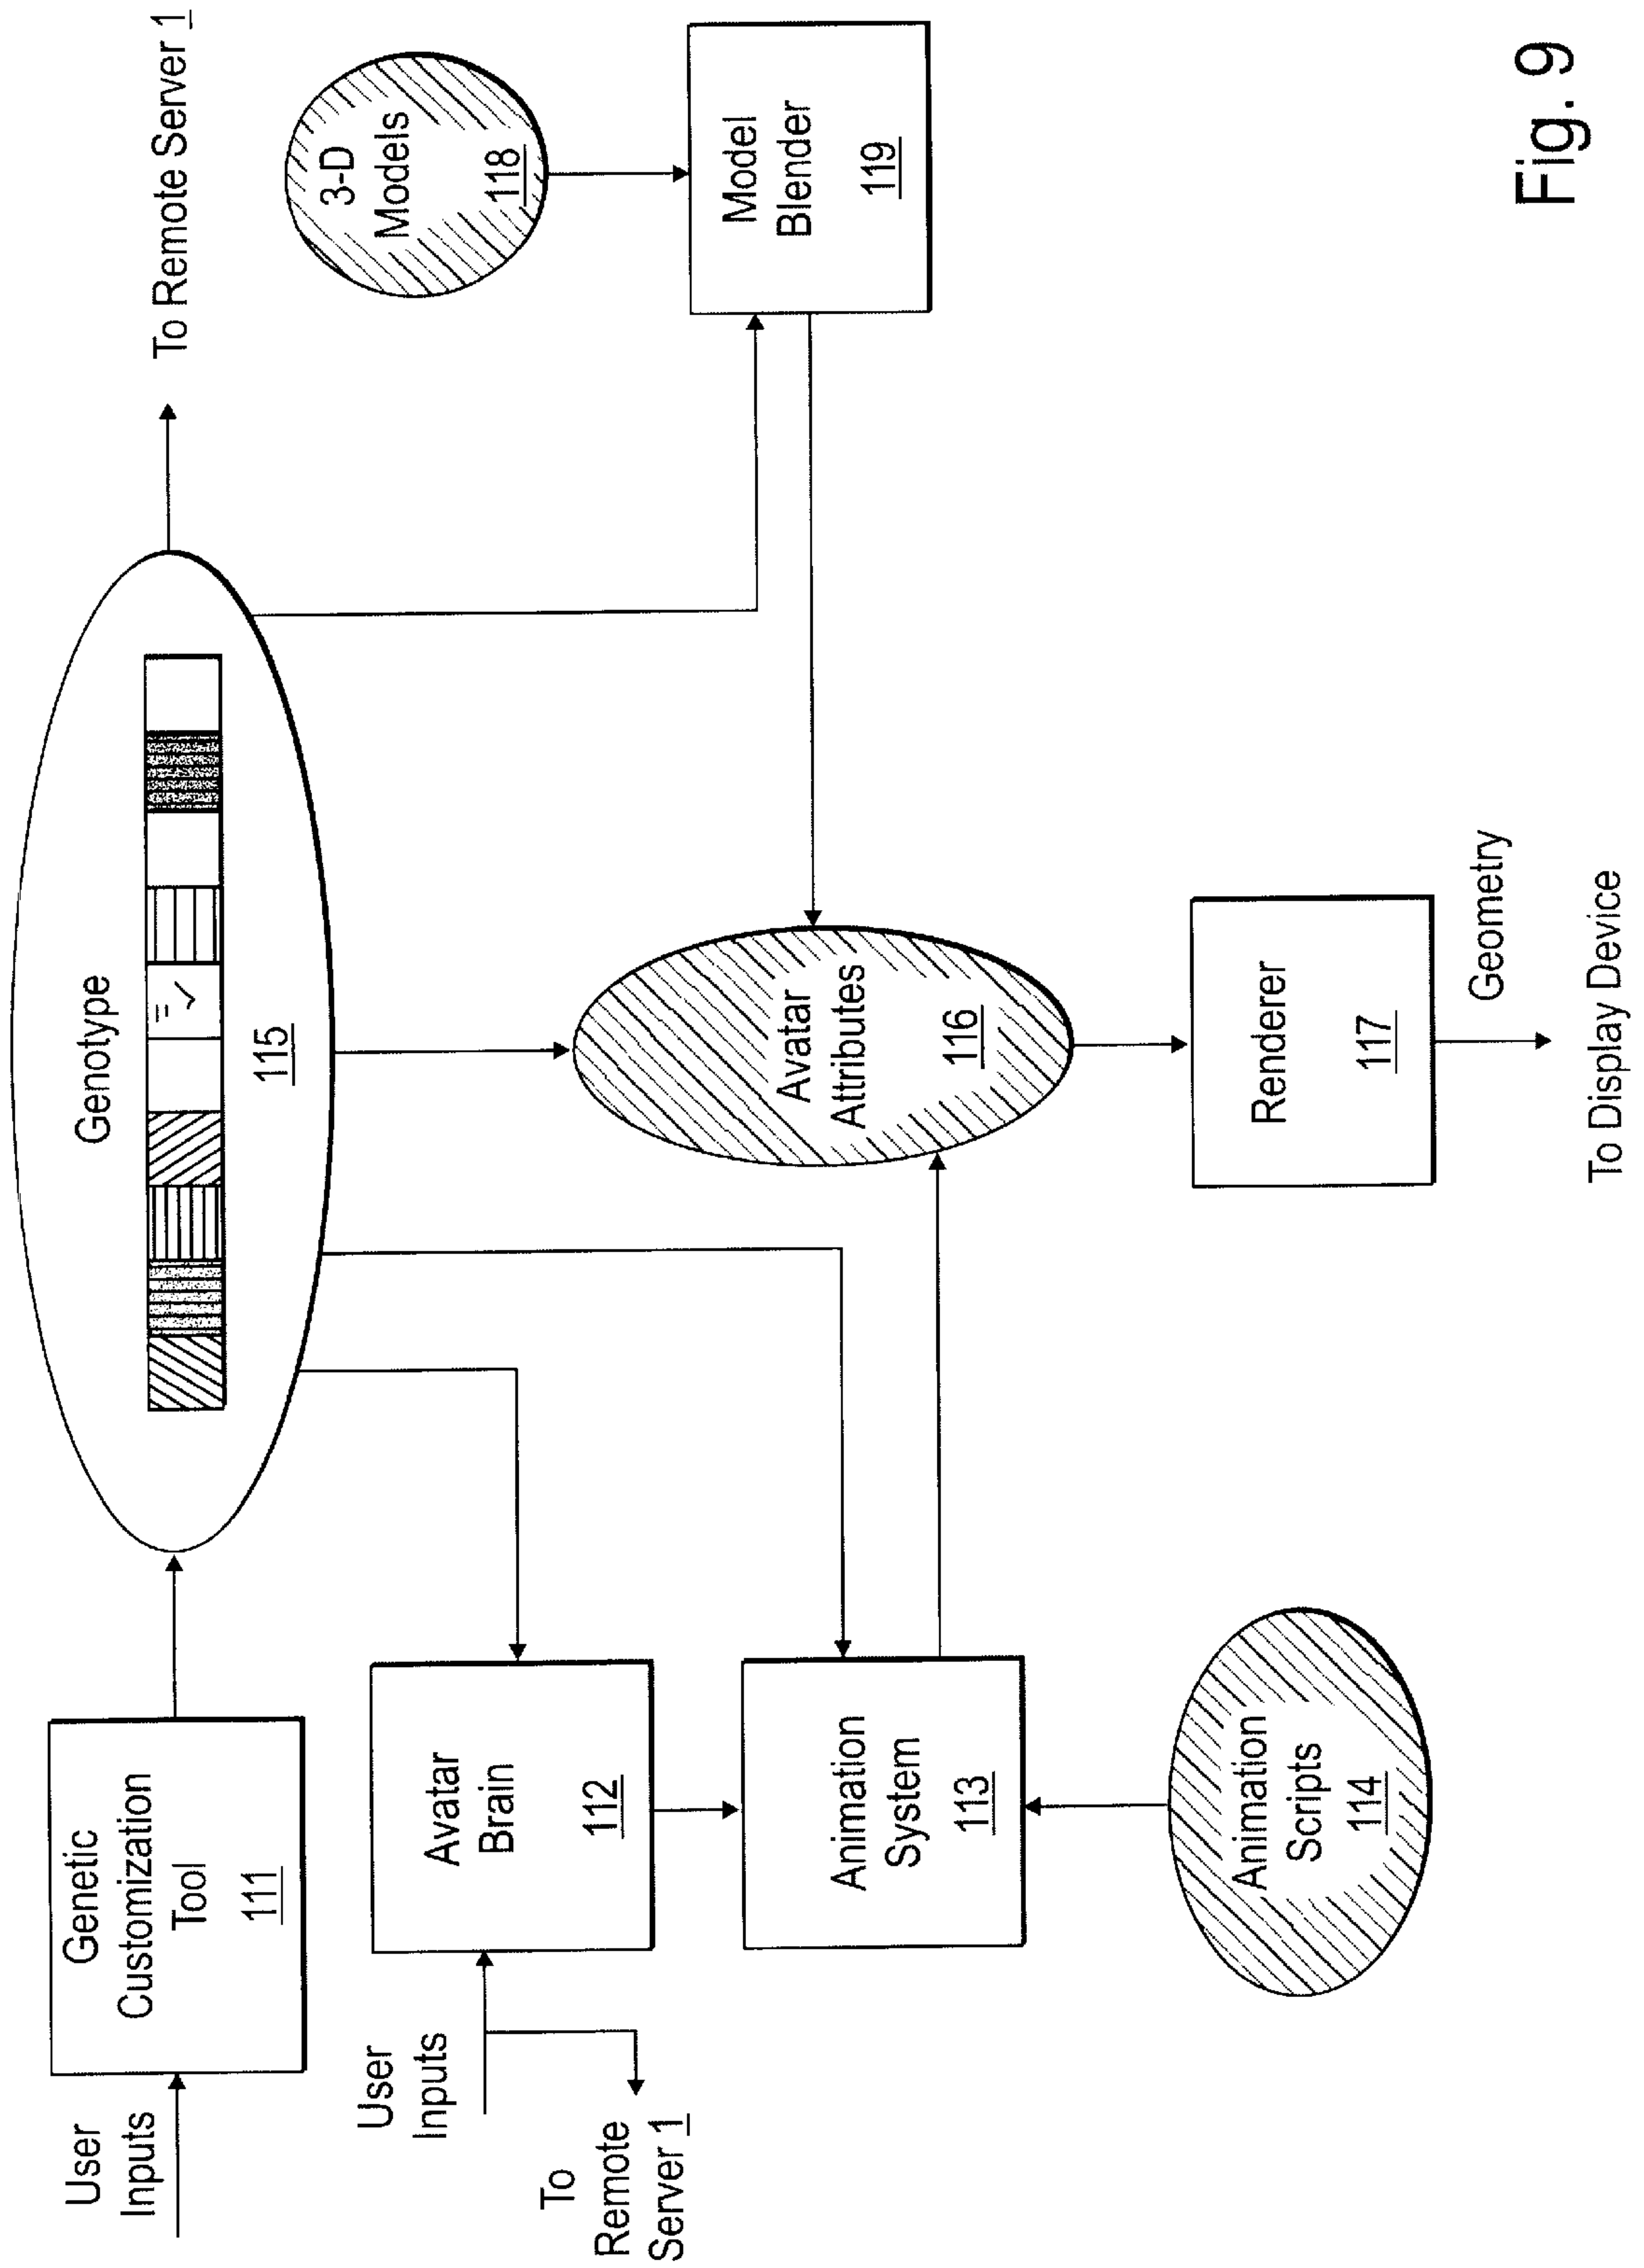 User
Inputs
Genetic
Customization
Tool
111
Genotype
115
To Remote Server 1
User
Inputs
To
Remote
Server 1
Avatar
Brain
112
3-D
Models
118
Animation
System
113
Avatar
Attributes
116
Model
Blender
119
Animation
Scripts
114
Renderer
117
Geometry
To Display Device
Fig. 9